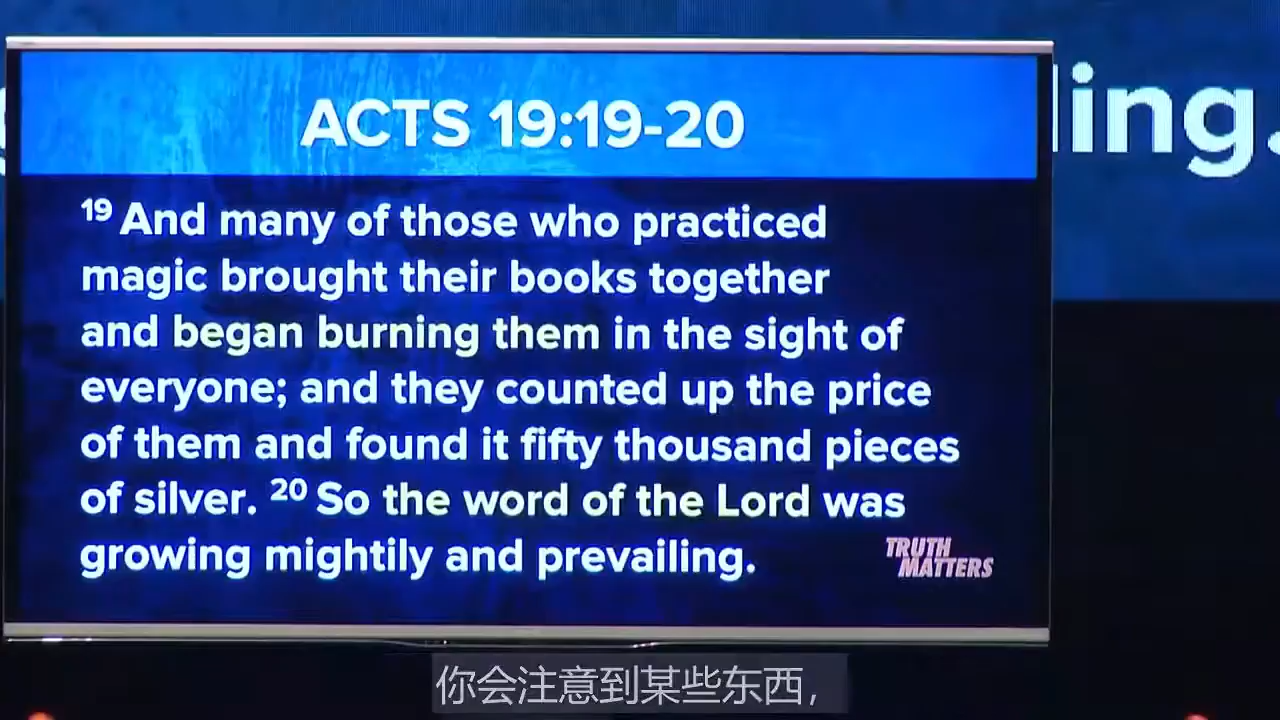 ACTS 19:19-20
ling.
19 And many of those who practiced
magic brought their books together
and began burning them in the sight of
everyone; and they counted up the price
of them and found it fifty thousand pieces
of silver. 20 So the word of the Lord was
growing mightily and prevailing.
TRUTH
MATTERS
你会注意到某些东西，